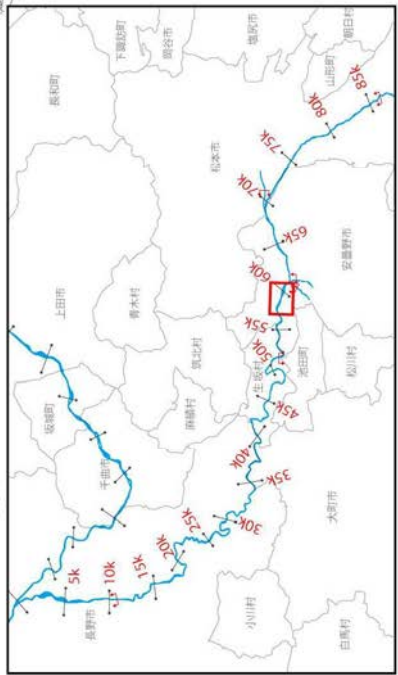 朝日村
山形村
塩尻市
岡谷市
下諏訪町
長和町
松本市
安曇野市
85k
80k
75k
70k
65k
60k
55k
50k
45k
40k
35k
30k
25k
20k
15k
10k
5k
上田市
青木村
筑北村
生坂村
池田町
松川村
麻績村
坂城町
千曲市
大町市
長野市
小川村
白馬村